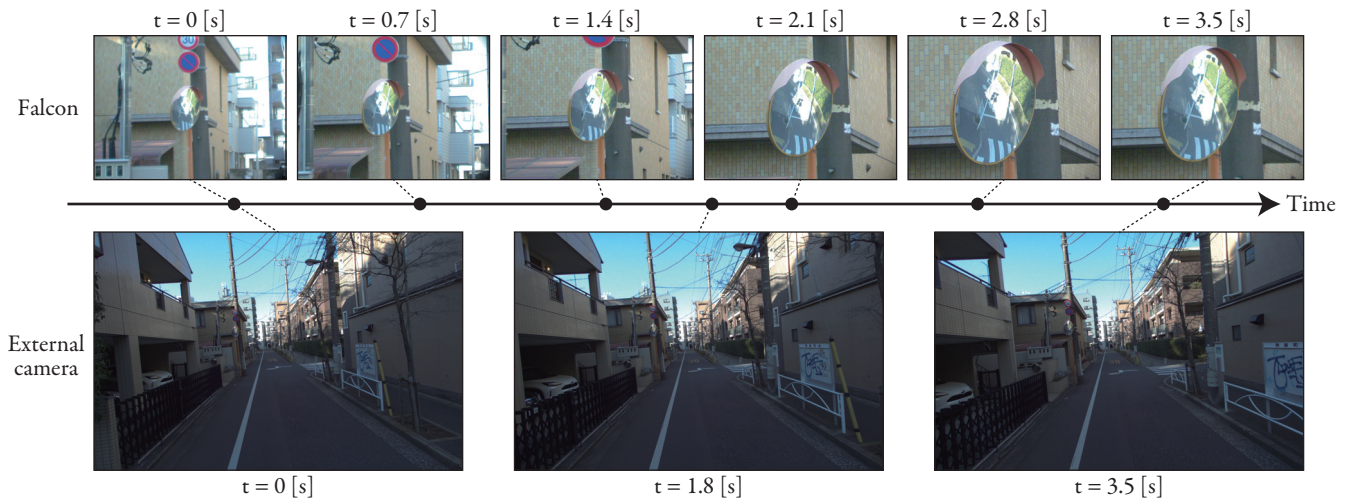 t = 0 [s] t = 0.7 [s] t = 1.4 [s] t = 2.1 [s] t = 2.8 [s] t = 3.5 [s]
30
Falcon
Time
External
camera
t = 0 [s] t = 1.8 [s] t = 3.5 [s]